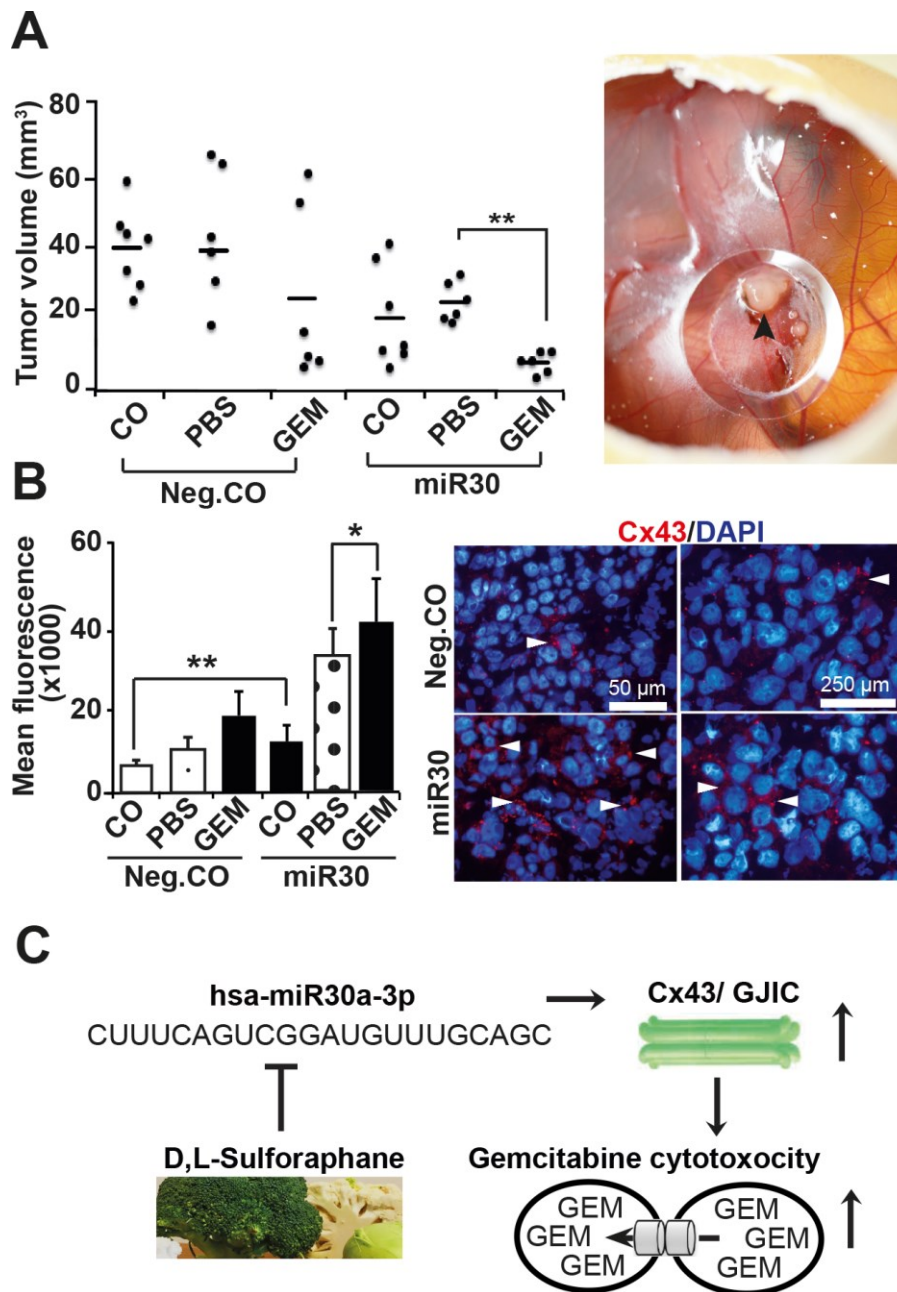 A
Tumor volume (mm³)
80
60
40
20
0
**
CO PBS GEM CO PBS GEM
Neg.CO miR30
B
Mean fluorescence
(x1000)
60
40
20
0
**
*
CO PBS GEM CO PBS GEM
Neg.CO miR30
Cx43/DAPI
Neg.CO
miR30
50 µm
250 µm
C
hsa-miR30a-3p
CUUUCAGUCGGAUGUUUGCAGC
Cx43/ GJIC
D,L-Sulforaphane
Gemcitabine cytotoxocity
GEM GEM
GEM GEM
GEM GEM